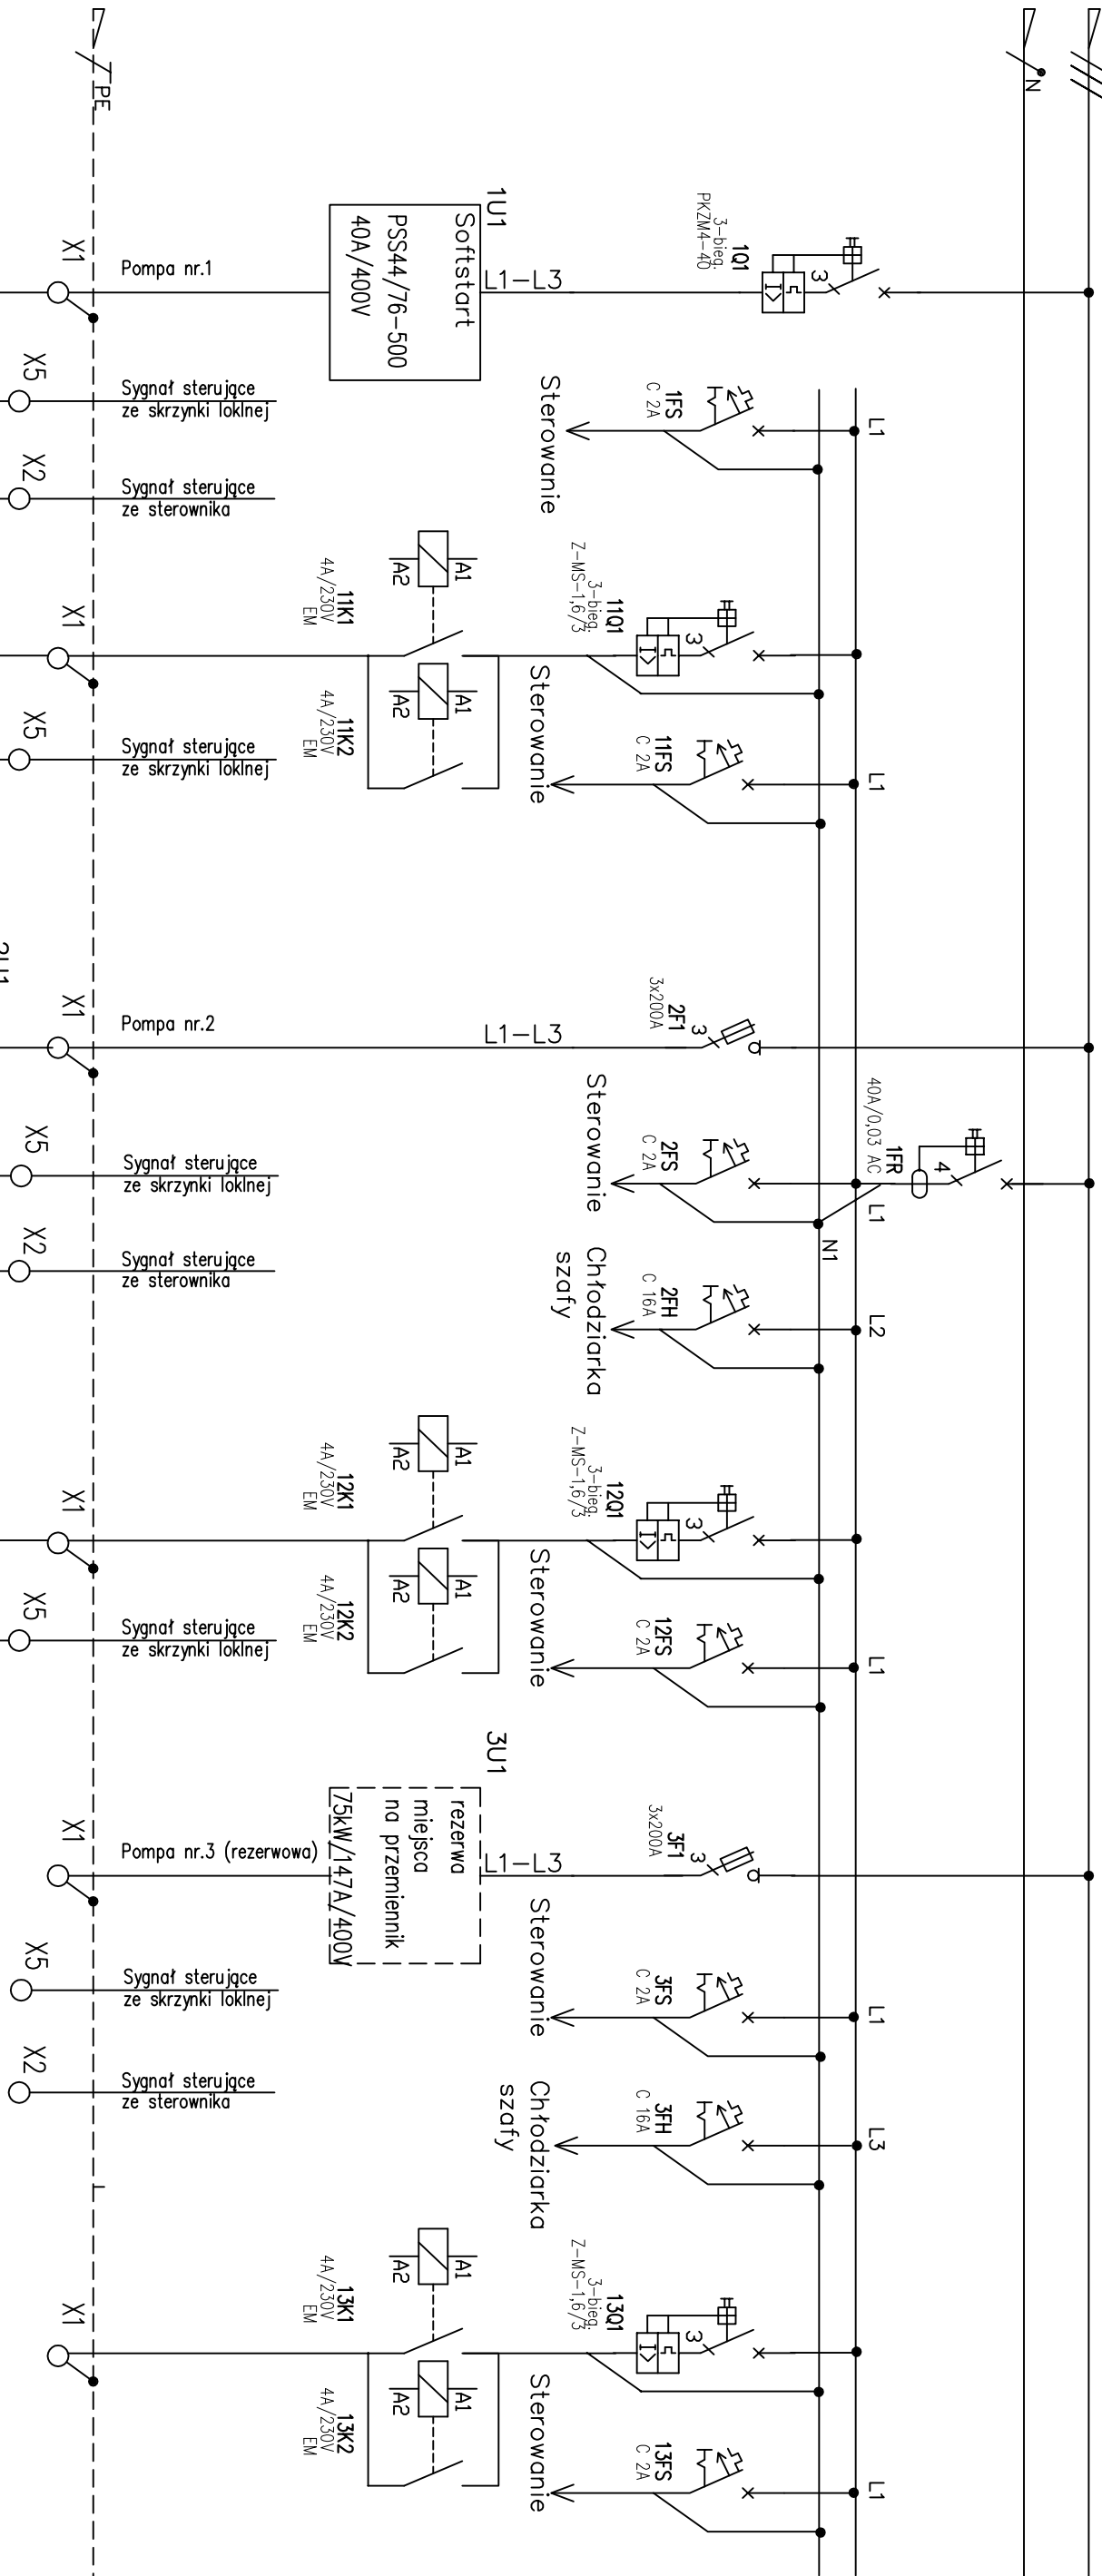 PE
N
1U1
Softstart
PSS44/76-500
40A/400V
L1-L3
1Q1
3-bieg.
PKZM4-40
3
X1
Pompa nr.1
X5
Sygnał sterujące
ze skrzynki loklnej
X2
Sygnał sterujące
ze sterownika
L1
1FS
C 2A
Sterowanie
11Q1
3-bieg.
Z-MS-1,6/3
3
A1
A2
11K1
4A/230V
EM
X1
A1
A2
11K2
4A/230V
EM
L1
11FS
C 2A
Sterowanie
X5
Sygnał sterujące
ze skrzynki loklnej
2U1
2F1
3x200A
3
L1-L3
Pompa nr.2
X1
1FR
40A/0,03 AC
4
L1
N1
2FS
C 2A
Sterowanie
X5
Sygnał sterujące
ze skrzynki loklnej
X2
Sygnał sterujące
ze sterownika
L2
2FH
C 16A
Chłodziarka
szafy
12Q1
3-bieg.
Z-MS-1,6/3
3
A1
A2
12K1
4A/230V
EM
X1
A1
A2
12K2
4A/230V
EM
L1
12FS
C 2A
Sterowanie
X5
Sygnał sterujące
ze skrzynki loklnej
3U1
rezerwa
miejsca
na przemiennik
75kW/147A/400V
L1-L3
3F1
3x200A
3
Pompa nr.3 (rezerwowa)
X1
L1
3FS
C 2A
Sterowanie
X5
Sygnał sterujące
ze skrzynki loklnej
X2
Sygnał sterujące
ze sterownika
L3
3FH
C 16A
Chłodziarka
szafy
13Q1
3-bieg.
Z-MS-1,6/3
3
A1
A2
13K1
4A/230V
EM
X1
A1
A2
13K2
4A/230V
EM
L1
13FS
C 2A
Sterowanie